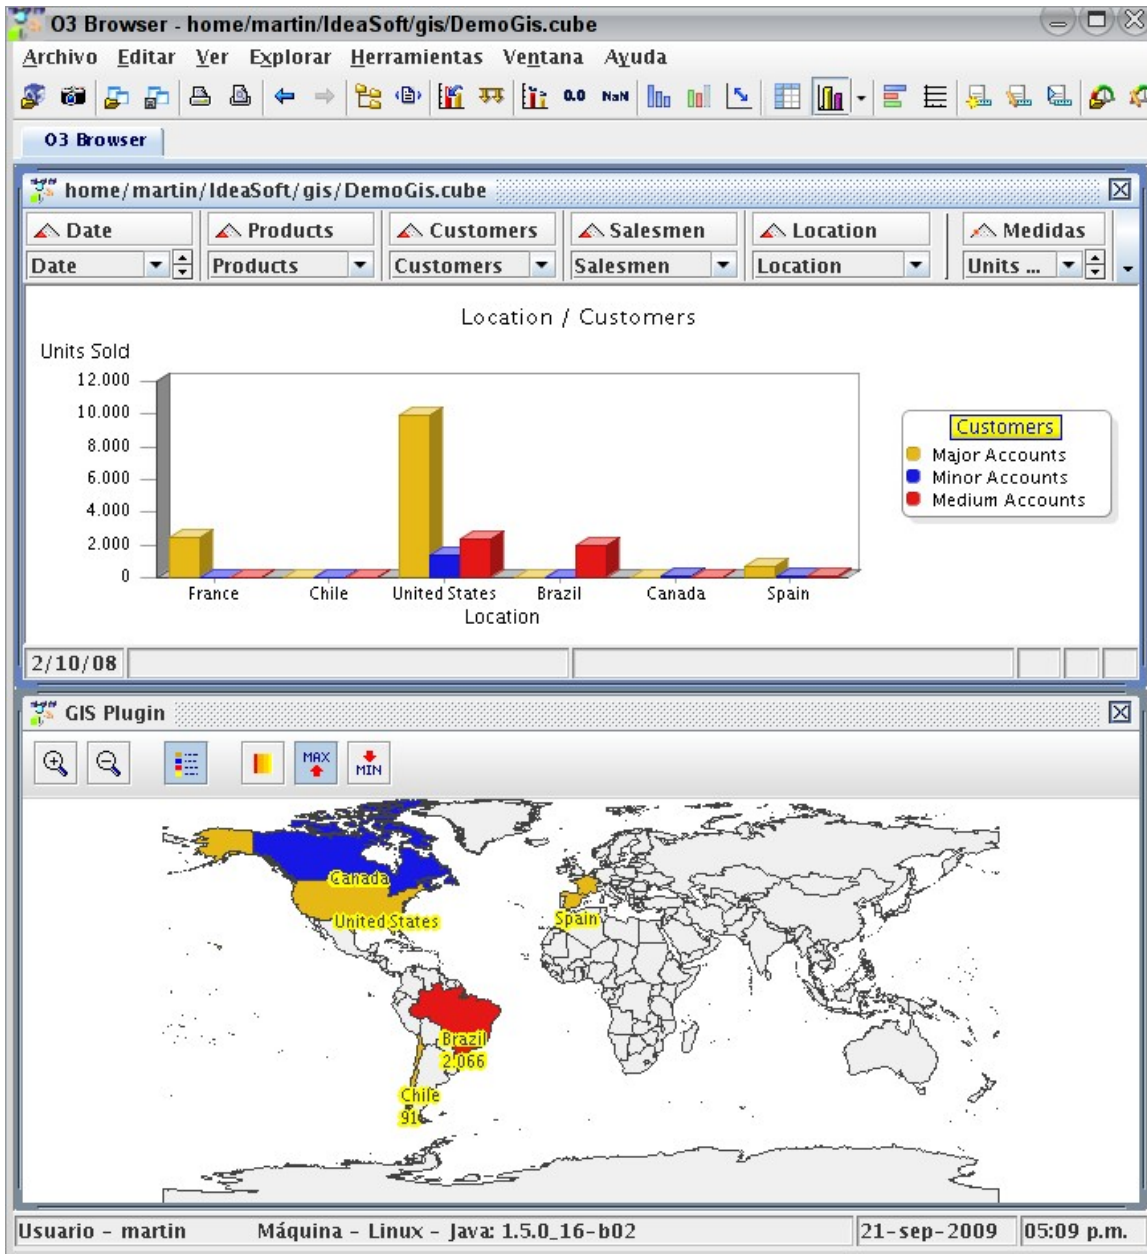 O3 Browser - home/martin/IdeaSoft/gis/DemoGis.cube
Archivo Editar Ver Explorar Herramientas Ventana Ayuda
0.0 NaN
O3 Browser
home/martin/IdeaSoft/gis/DemoGis.cube
Date Products Customers Salesmen Location Medidas
Date Products Customers Salesmen Location Units ...
Location / Customers
Units Sold
12.000
10.000
8.000
6.000
4.000
2.000
0
France Chile United States Brazil Canada Spain
Location
Customers
Major Accounts
Minor Accounts
Medium Accounts
2/10/08
GIS Plugin
MAX
MIN
Canada
United States
Spain
Brazil
2.066
Chile
91
Usuario - martin Máquina - Linux - Java: 1.5.0_16-b02 21-sep-2009 05:09 p.m.